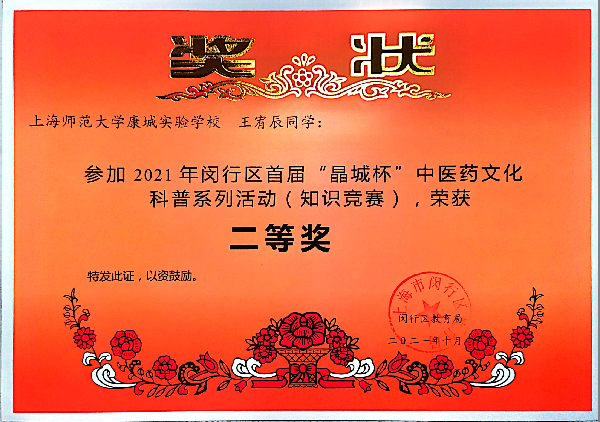 奖 状
上海师范大学康城实验学校 王宥辰同学：
参加 2021 年闵行区首届“晶城杯”中医药文化
科普系列活动（知识竞赛），荣获
二等奖
特发此证，以资鼓励。
上海市闵行区
闵行区教育局
二〇二一年十月